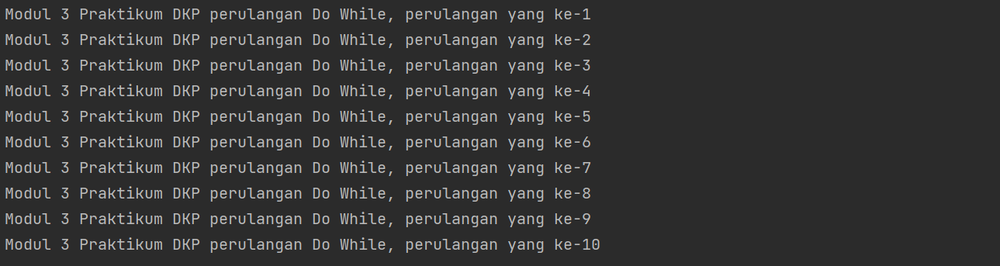 Modul 3 Praktikum DKP perulangan Do While, perulangan yang ke-1
Modul 3 Praktikum DKP perulangan Do While, perulangan yang ke-2
Modul 3 Praktikum DKP perulangan Do While, perulangan yang ke-3
Modul 3 Praktikum DKP perulangan Do While, perulangan yang ke-4
Modul 3 Praktikum DKP perulangan Do While, perulangan yang ke-5
Modul 3 Praktikum DKP perulangan Do While, perulangan yang ke-6
Modul 3 Praktikum DKP perulangan Do While, perulangan yang ke-7
Modul 3 Praktikum DKP perulangan Do While, perulangan yang ke-8
Modul 3 Praktikum DKP perulangan Do While, perulangan yang ke-9
Modul 3 Praktikum DKP perulangan Do While, perulangan yang ke-10